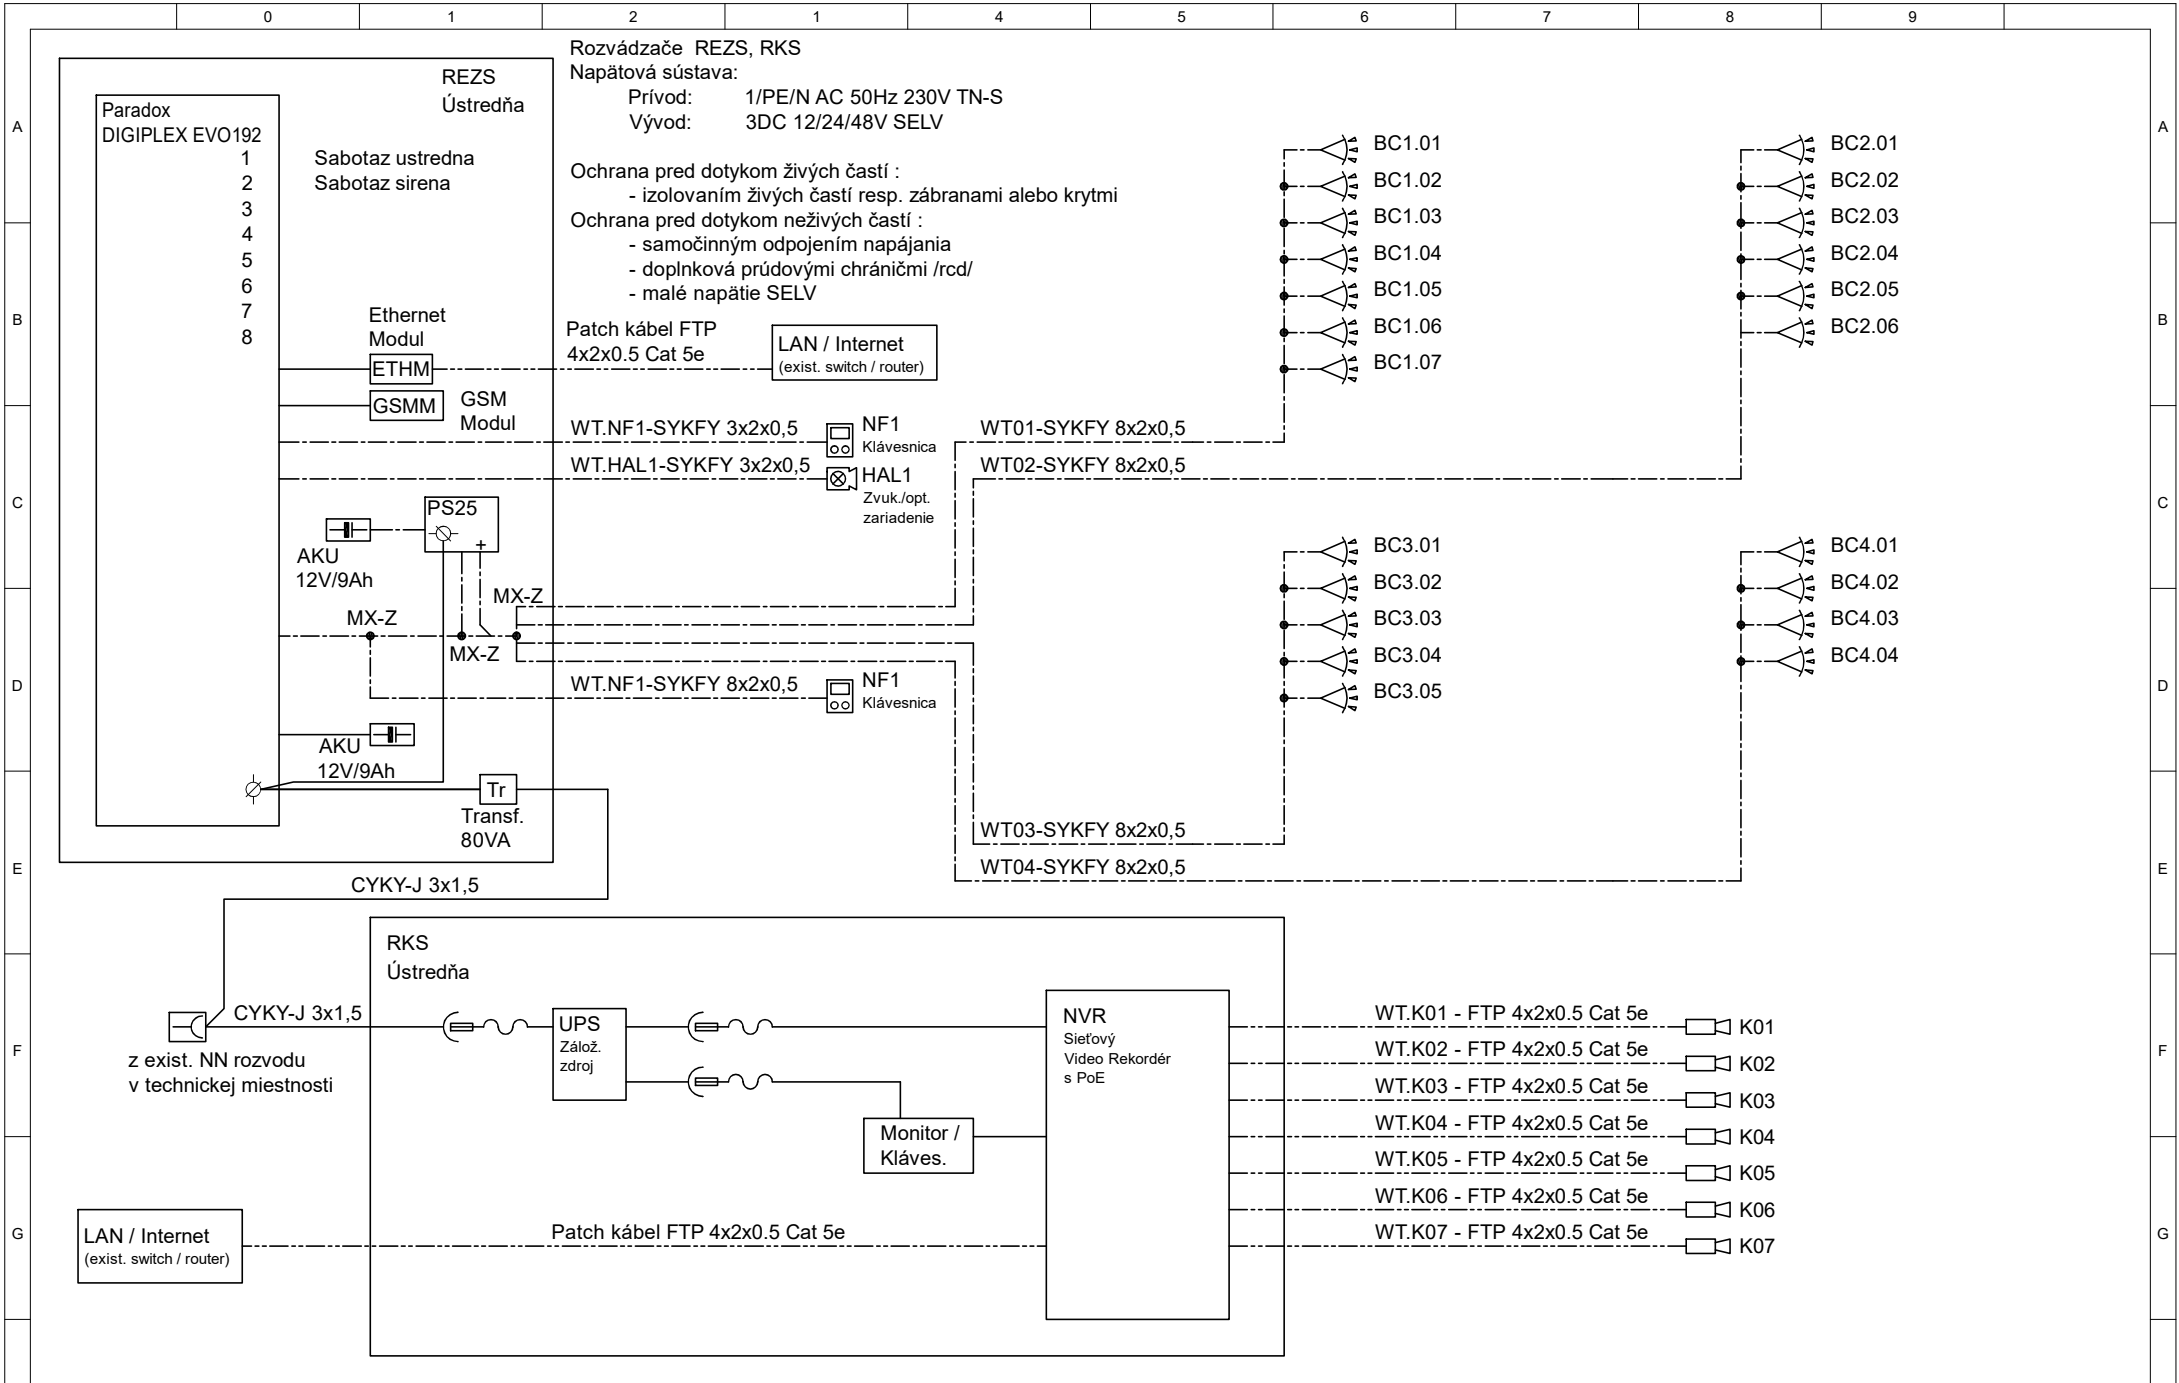 0 1 2 1 4 5 6 7 8 9
A
B
C
D
E
F
G
A
B
C
D
E
F
G
REZS
Ústredňa
Paradox
DIGIPLEX EVO192
1
2
3
4
5
6
7
8
Sabotaz ustredna
Sabotaz sirena
Rozvádzače REZS, RKS
Napäťová sústava:
Prívod: 1/PE/N AC 50Hz 230V TN-S
Vývod: 3DC 12/24/48V SELV
Ochrana pred dotykom živých častí :
- izolovaním živých častí resp. zábranami alebo krytmi
Ochrana pred dotykom neživých častí :
- samočinným odpojením napájania
- doplnková prúdovými chráničmi /rcd/
- malé napätie SELV
Ethernet
Modul
ETHM
Patch kábel FTP
4x2x0.5 Cat 5e
LAN / Internet
(exist. switch / router)
GSMM
GSM
Modul
WT.NF1-SYKFY 3x2x0,5
NF1
Klávesnica
WT.HAL1-SYKFY 3x2x0,5
HAL1
Zvuk./opt.
zariadenie
PS25
+
AKU
12V/9Ah
MX-Z
MX-Z
MX-Z
WT.NF1-SYKFY 8x2x0,5
NF1
Klávesnica
AKU
12V/9Ah
Tr
Transf.
80VA
WT01-SYKFY 8x2x0,5
WT02-SYKFY 8x2x0,5
WT03-SYKFY 8x2x0,5
WT04-SYKFY 8x2x0,5
BC1.01
BC1.02
BC1.03
BC1.04
BC1.05
BC1.06
BC1.07
BC2.01
BC2.02
BC2.03
BC2.04
BC2.05
BC2.06
BC3.01
BC3.02
BC3.03
BC3.04
BC3.05
BC4.01
BC4.02
BC4.03
BC4.04
CYKY-J 3x1,5
RKS
Ústredňa
CYKY-J 3x1,5
z exist. NN rozvodu
v technickej miestnosti
UPS
Zálož.
zdroj
Monitor /
Kláves.
NVR
Sieťový
Video Rekordér
s PoE
LAN / Internet
(exist. switch / router)
Patch kábel FTP 4x2x0.5 Cat 5e
WT.K01 - FTP 4x2x0.5 Cat 5e K01
WT.K02 - FTP 4x2x0.5 Cat 5e K02
WT.K03 - FTP 4x2x0.5 Cat 5e K03
WT.K04 - FTP 4x2x0.5 Cat 5e K04
WT.K05 - FTP 4x2x0.5 Cat 5e K05
WT.K06 - FTP 4x2x0.5 Cat 5e K06
WT.K07 - FTP 4x2x0.5 Cat 5e K07